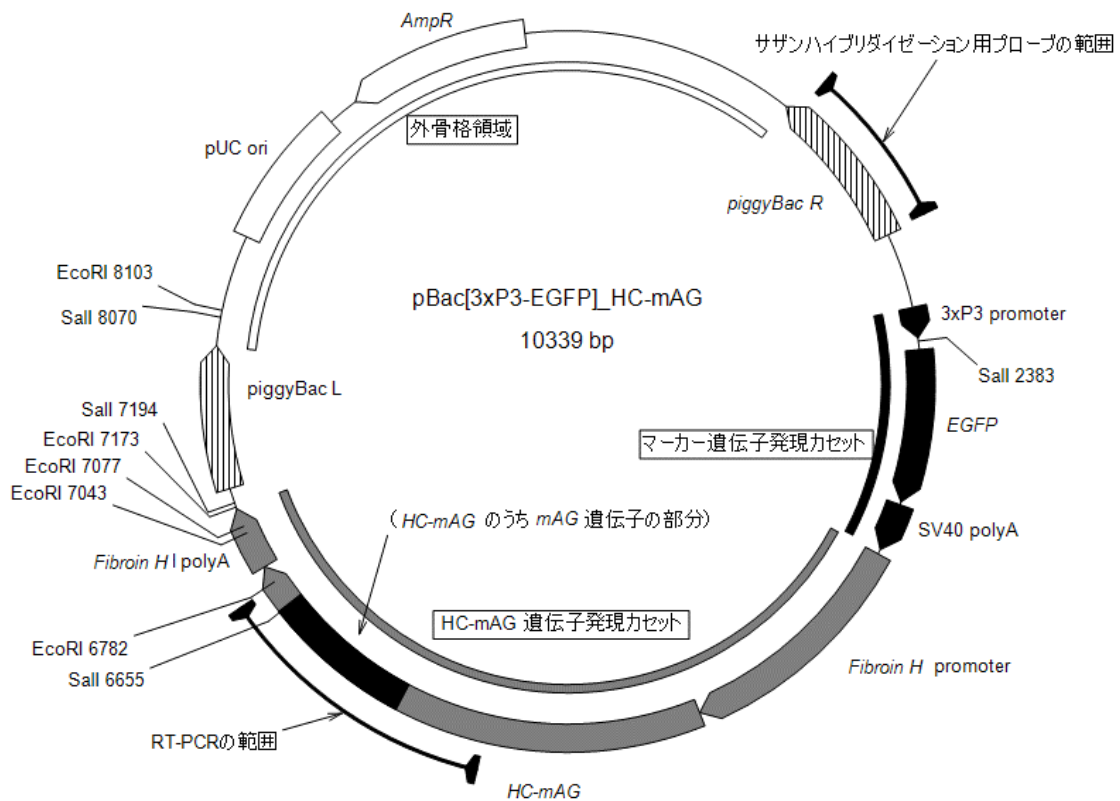 AmpR
サザンハイブリダイゼーション用プローブの範囲
外骨格領域
pUC ori
piggyBac R
EcoRI 8103
SalI 8070
pBac[3xP3-EGFP]_HC-mAG
10339 bp
3xP3 promoter
SalI 2383
piggyBac L
SalI 7194
EcoRI 7173
EcoRI 7077
EcoRI 7043
EGFP
マーカー遺伝子発現カセット
(HC-mAG のうち mAG 遺伝子の部分)
SV40 polyA
Fibroin H l polyA
HC-mAG 遺伝子発現カセット
EcoRI 6782
SalI 6655
Fibroin H promoter
RT-PCRの範囲
HC-mAG